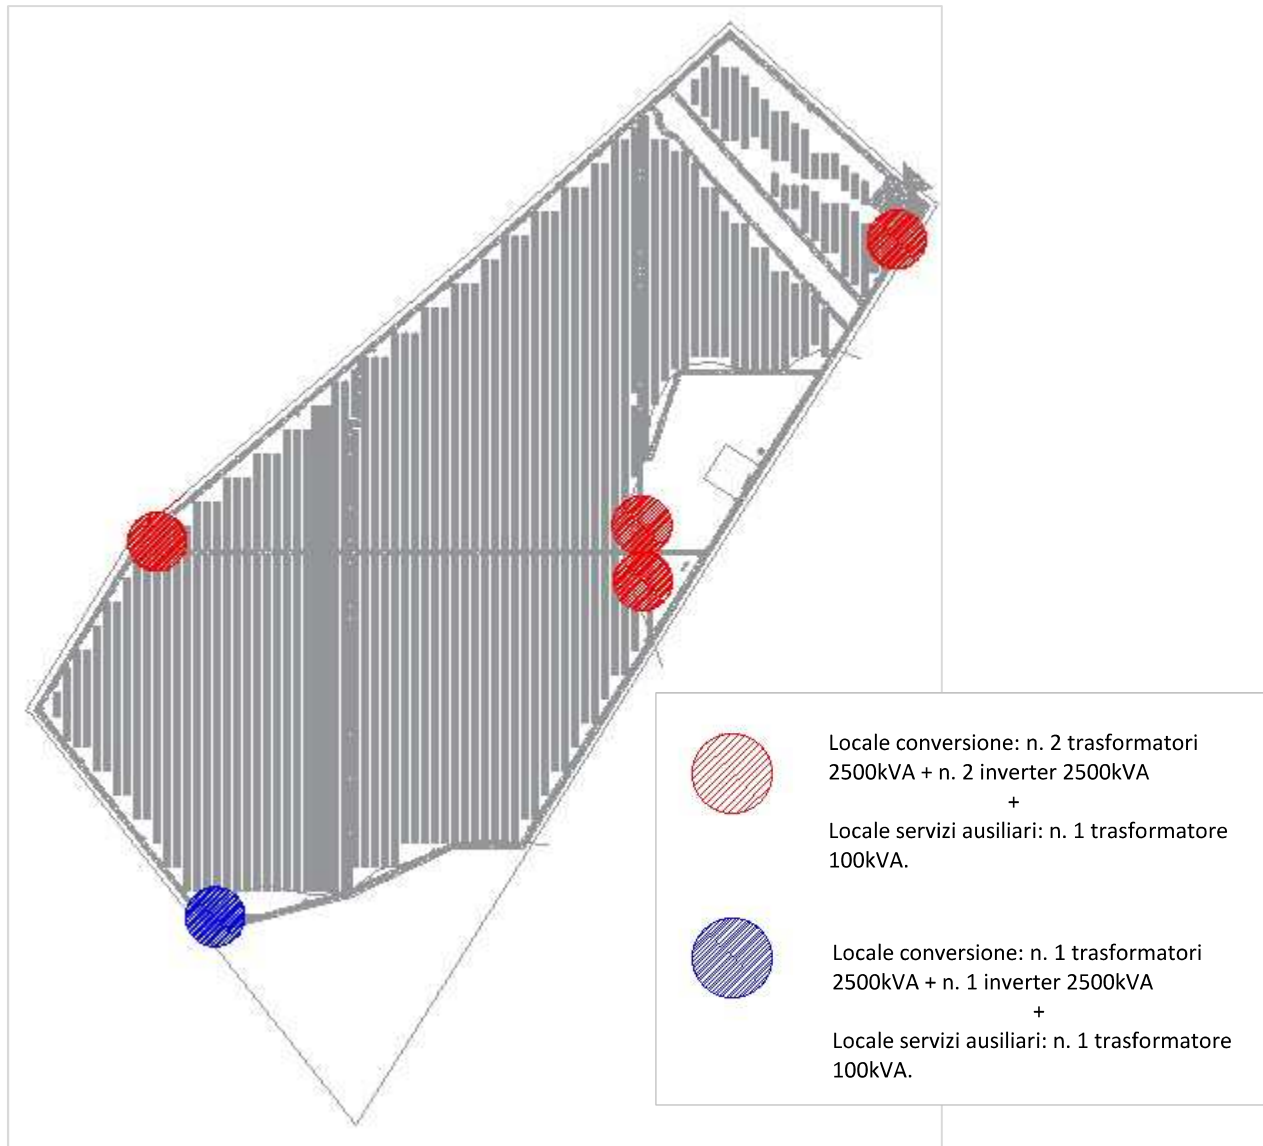 Locale conversione: n. 2 trasformatori
2500kVA + n. 2 inverter 2500kVA
+
Locale servizi ausiliari: n. 1 trasformatore
100kVA.
Locale conversione: n. 1 trasformatori
2500kVA + n. 1 inverter 2500kVA
+
Locale servizi ausiliari: n. 1 trasformatore
100kVA.